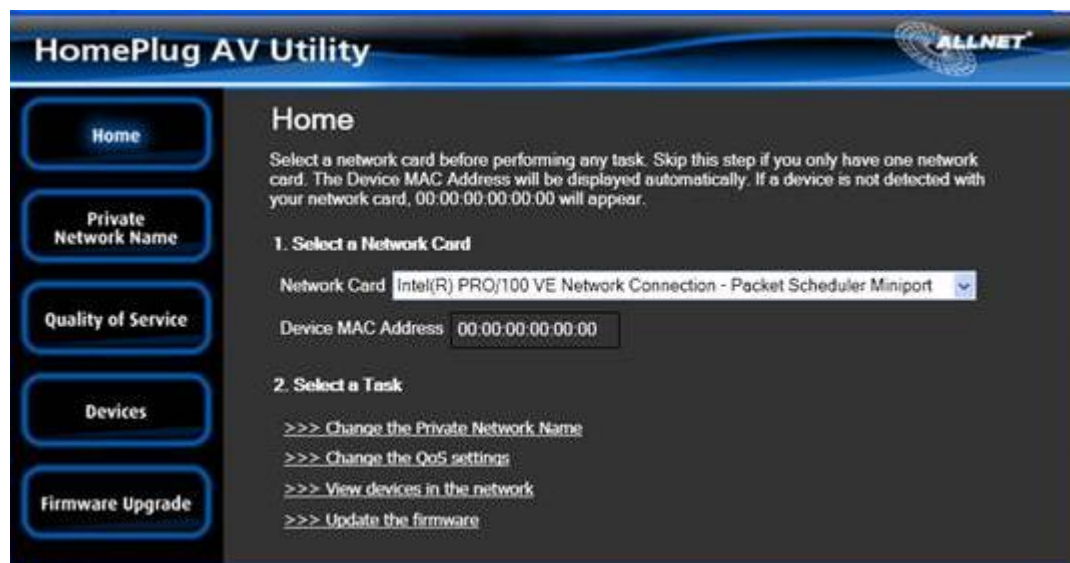 HomePlug AV Utility
ALLNET
Home
Private
Network Name
Quality of Service
Devices
Firmware Upgrade
Home
Select a network card before performing any task. Skip this step if you only have one network
card. The Device MAC Address will be displayed automatically. If a device is not detected with
your network card, 00:00:00:00:00:00 will appear.
1. Select a Network Card
Network Card Intel(R) PRO/100 VE Network Connection - Packet Scheduler Miniport
Device MAC Address 00:00:00:00:00:00
2. Select a Task
>>> Change the Private Network Name
>>> Change the QoS settings
>>> View devices in the network
>>> Update the firmware